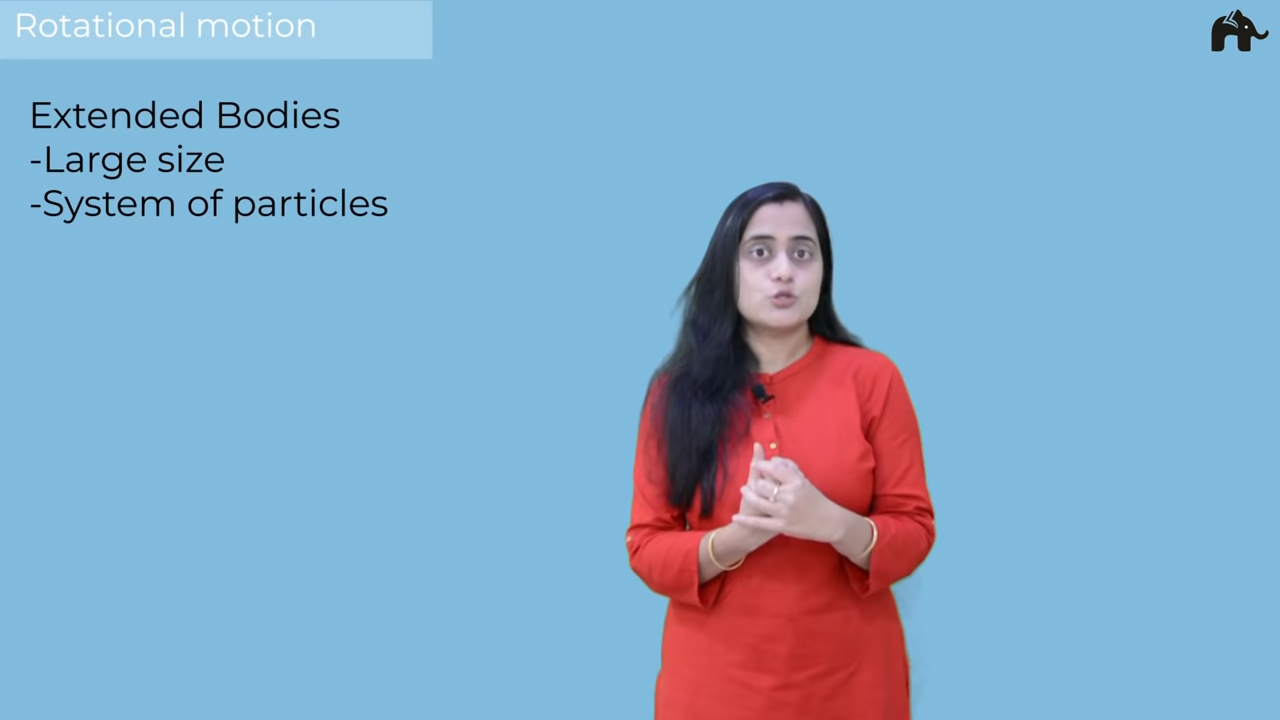 Rotational motion
Extended Bodies
-Large size
-System of particles